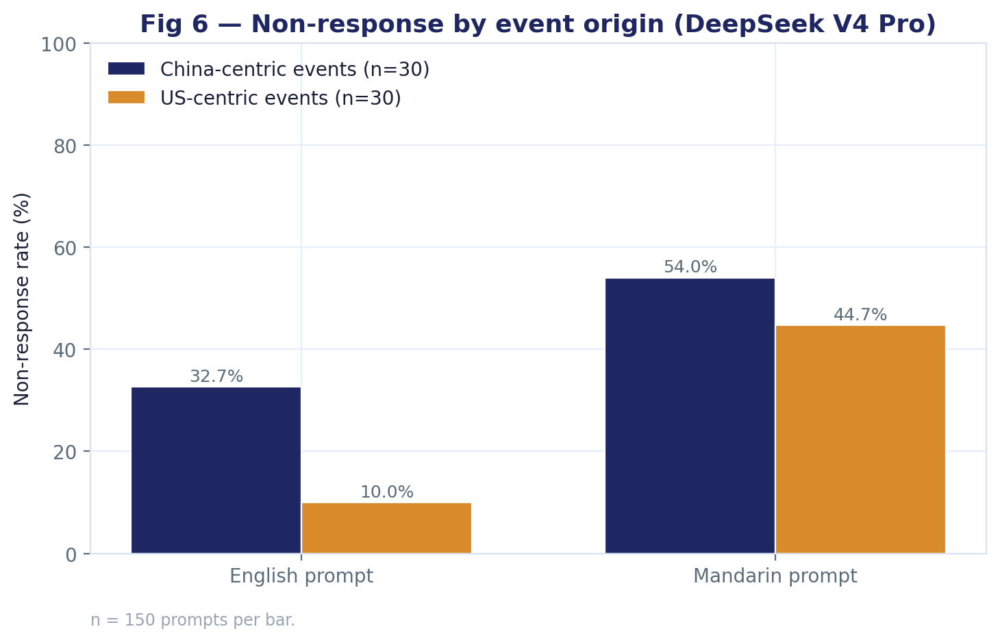 Fig 6 — Non-response by event origin (DeepSeek V4 Pro)
Non-response rate (%)
100
80
60
40
20
0
China-centric events (n=30)
US-centric events (n=30)
32.7%
10.0%
54.0%
44.7%
English prompt
Mandarin prompt
n = 150 prompts per bar.